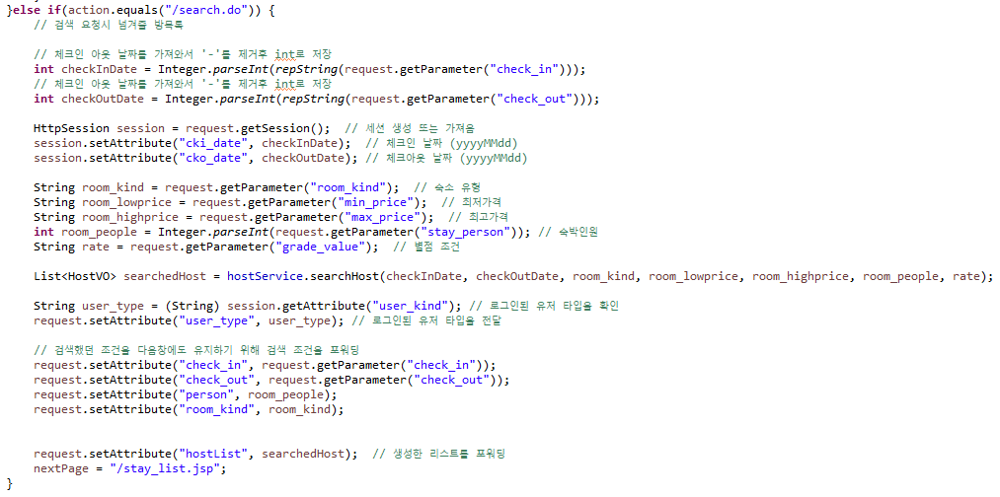 }else if(action.equals("/search.do")) {
// 검색 요청시 넘겨줄 방목록
// 체크인 아웃 날짜를 가져와서 '-'를 제거후 int로 저장
int checkInDate = Integer.parseInt(repString(request.getParameter("check_in")));
// 체크인 아웃 날짜를 가져와서 '-'를 제거후 int로 저장
int checkOutDate = Integer.parseInt(repString(request.getParameter("check_out")));
HttpSession session = request.getSession();  // 세션 생성 또는 가져옴
session.setAttribute("cki_date", checkInDate);  // 체크인 날짜 (yyyyMMdd)
session.setAttribute("cko_date", checkOutDate); // 체크아웃 날짜 (yyyyMMdd)
String room_kind = request.getParameter("room_kind");  // 숙소 유형
String room_lowprice = request.getParameter("min_price");  // 최저가격
String room_highprice = request.getParameter("max_price");  // 최고가격
int room_people = Integer.parseInt(request.getParameter("stay_person")); // 숙박인원
String rate = request.getParameter("grade_value");  // 별점 조건
List<HostVO> searchedHost = hostService.searchHost(checkInDate, checkOutDate, room_kind, room_lowprice, room_highprice, room_people, rate);
String user_type = (String) session.getAttribute("user_kind"); // 로그인된 유저 타입을 확인
request.setAttribute("user_type", user_type); // 로그인된 유저 타입을 전달
// 검색했던 조건을 다음창에도 유지하기 위해 검색 조건을 포워딩
request.setAttribute("check_in", request.getParameter("check_in"));
request.setAttribute("check_out", request.getParameter("check_out"));
request.setAttribute("person", room_people);
request.setAttribute("room_kind", room_kind);
request.setAttribute("hostList", searchedHost);  // 생성한 리스트를 포워딩
nextPage = "/stay_list.jsp";
}